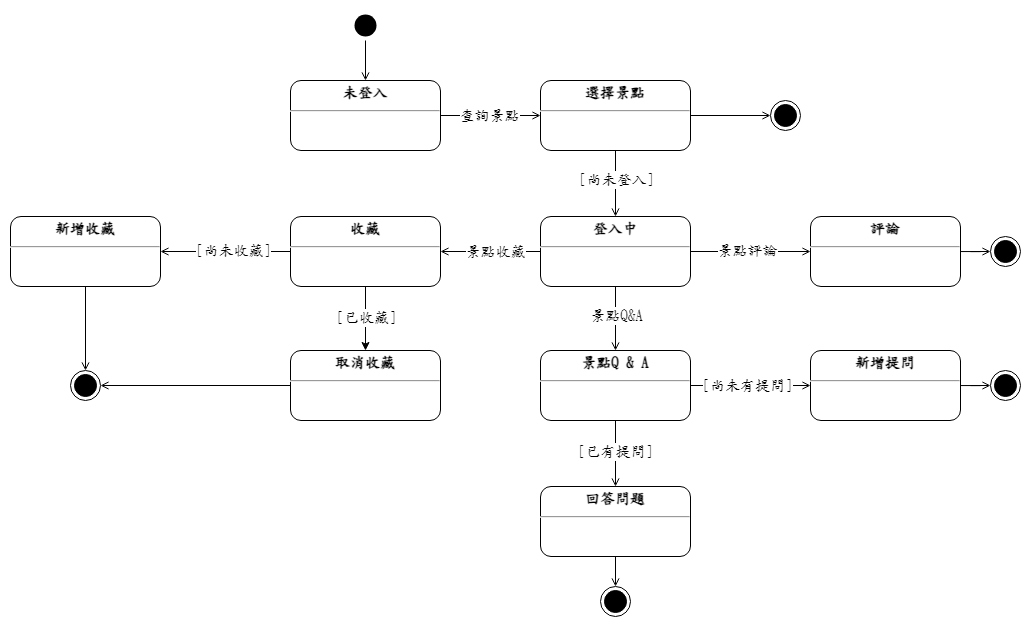 未登入
選擇景點
查詢景點
[尚未登入]
新增收藏
收藏
登入中
評論
[尚未收藏]
景點收藏
景點評論
[已收藏]
景點Q&A
取消收藏
景點Q & A
新增提問
[尚未有提問]
[已有提問]
回答問題